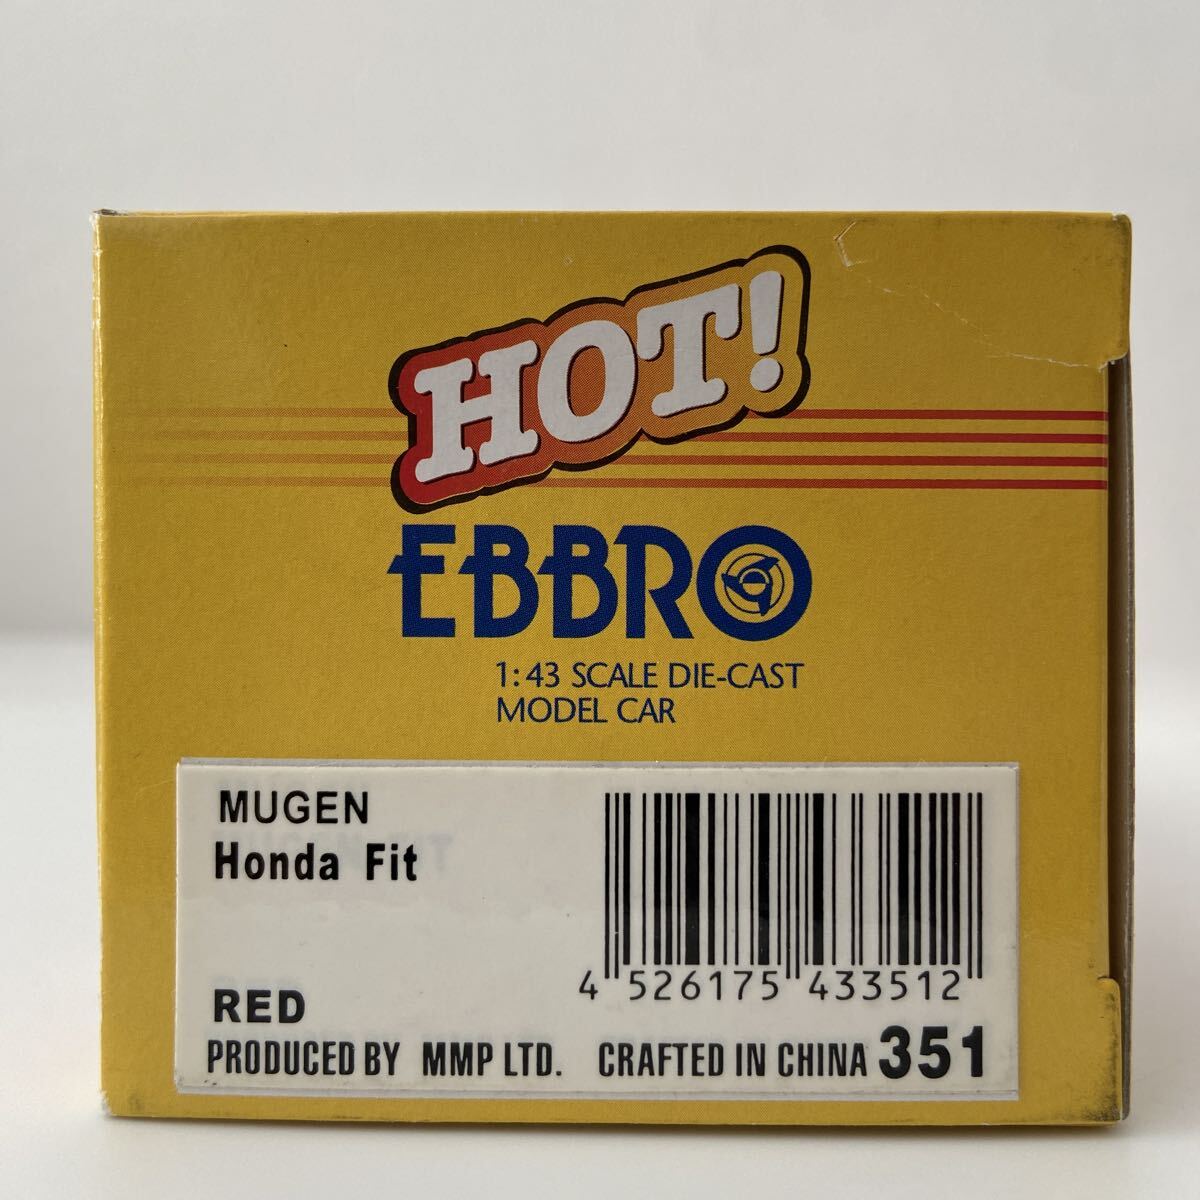 HOT!
EBBRO
1:43 SCALE DIE-CAST
MODEL CAR
MUGEN
Honda Fit
4 526175 433512
RED
PRODUCED BY MMP LTD. CRAFTED IN CHINA 351